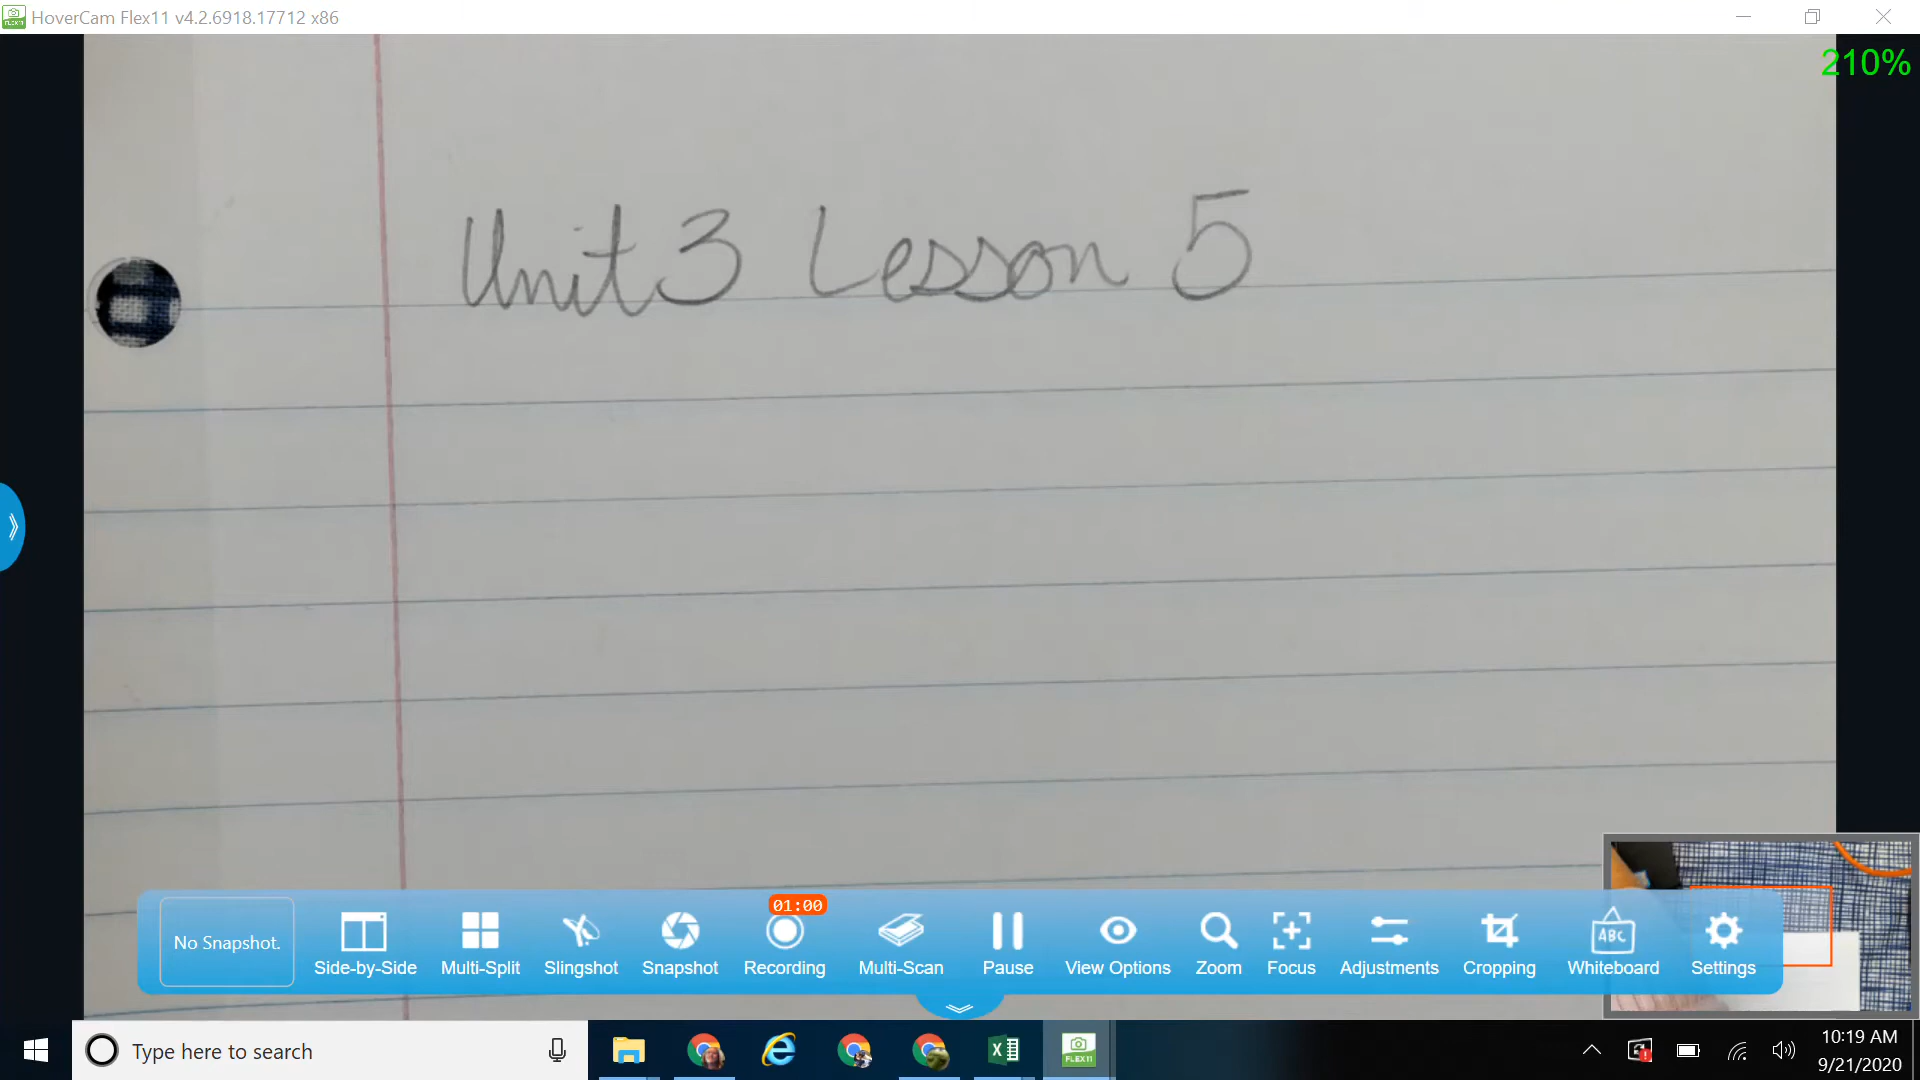 HoverCam Flex11 v4.2.6918.17712 x86
210%
Unit 3 Lesson 5
01:00
No Snapshot.
Side-by-Side
Multi-Split
Slingshot
Snapshot
Recording
Multi-Scan
Pause
View Options
Zoom
Focus
Adjustments
Cropping
ABC
Whiteboard
Settings
Type here to search
FLEX11
10:19 AM
9/21/2020